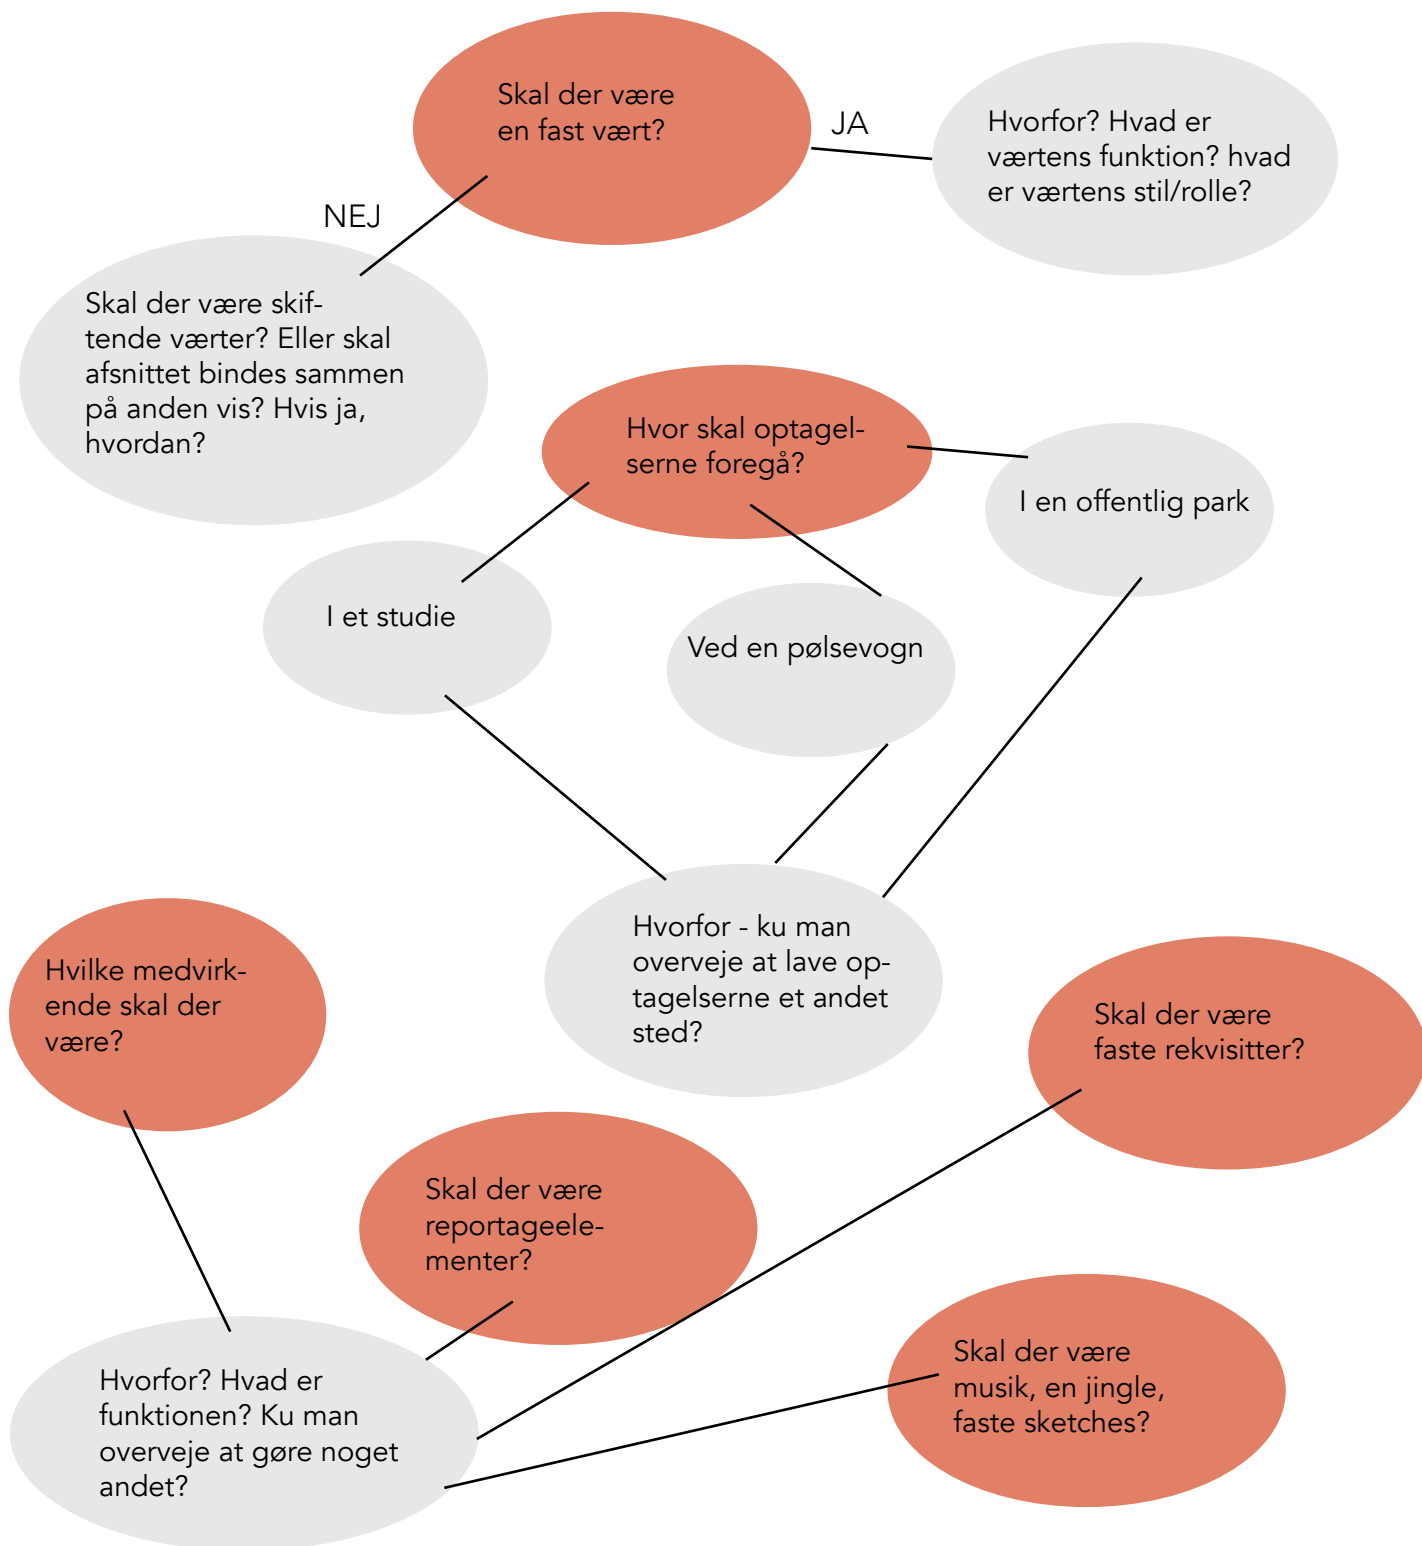 Skal der være
en fast vært?
JA
Hvorfor? Hvad er
værtens funktion? hvad
er værtens stil/rolle?
NEJ
Skal der være skif-
tende værter? Eller skal
afsnittet bindes sammen
på anden vis? Hvis ja,
hvordan?
Hvor skal optagel-
serne foregå?
I en offentlig park
I et studie
Ved en pølsevogn
Hvorfor - ku man
overveje at lave op-
tagelserne et andet
sted?
Hvilke medvirk-
ende skal der
være?
Skal der være
faste rekvisitter?
Skal der være
reportageele-
menter?
Skal der være
musik, en jingle,
faste sketches?
Hvorfor? Hvad er
funktionen? Ku man
overveje at gøre noget
andet?